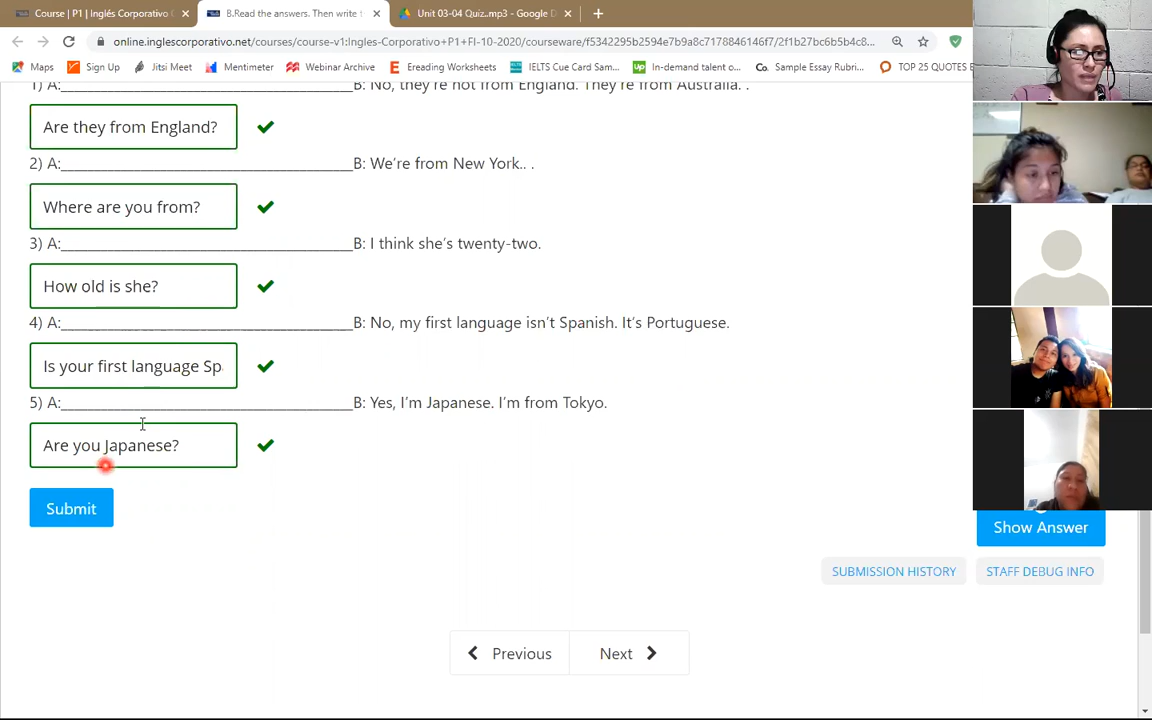 Course | P1 | Inglés Corporativo
B.Read the answers. Then write
Unit 03-04 Quiz..mp3 - Google D
online.inglescorporativo.net/courses/course-v1:Ingles-Corporativo+P1+FI-10-2020/courseware/f5342295b2594e7b9a8c7178846146f7/2f1b27bc6b5b4c8...
Maps Sign Up Jitsi Meet Mentimeter Webinar Archive Ereading Worksheets IELTS Cue Card Sam... In-demand talent o... Co. Sample Essay Rubri... TOP 25 QUOTES
1) A:____________________________________B: No, they're not from England. They're from Australia. .
Are they from England?
2) A:____________________________________B: We're from New York.. .
Where are you from?
3) A:____________________________________B: I think she's twenty-two.
How old is she?
4) A:____________________________________B: No, my first language isn't Spanish. It's Portuguese.
Is your first language Sp
5) A:____________________________________B: Yes, I'm Japanese. I'm from Tokyo.
Are you Japanese?
Submit
Show Answer
SUBMISSION HISTORY STAFF DEBUG INFO
Previous Next